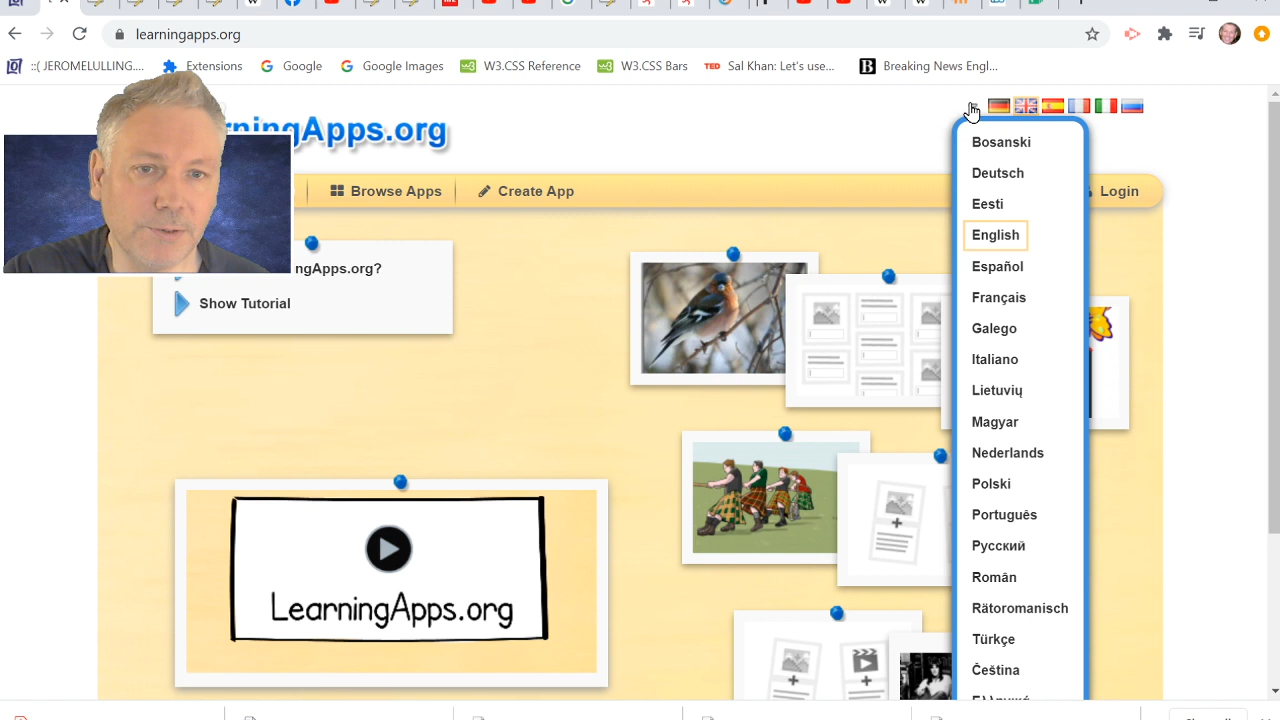 learningapps.org
::( JEROMELULLING.... Extensions Google Google Images W3.CSS Reference W3.CSS Bars TED Sal Khan: Let's use... B Breaking News Engl...
rningApps.org
Browse Apps Create App Login
ngApps.org?
Show Tutorial
LearningApps.org
Bosanski
Deutsch
Eesti
English
Español
Français
Galego
Italiano
Lietuvių
Magyar
Nederlands
Polski
Português
Русский
Român
Rätoromanisch
Türkçe
Čeština